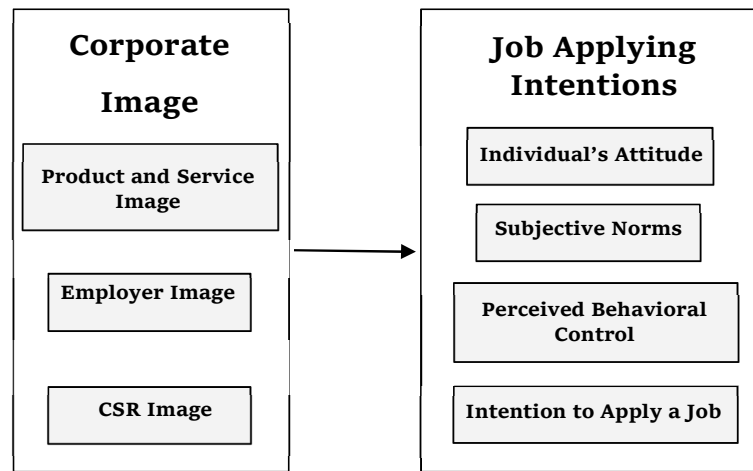 Corporate
Image
Product and Service
Image
Employer Image
CSR Image
Job Applying
Intentions
Individual’s Attitude
Subjective Norms
Perceived Behavioral
Control
Intention to Apply a Job